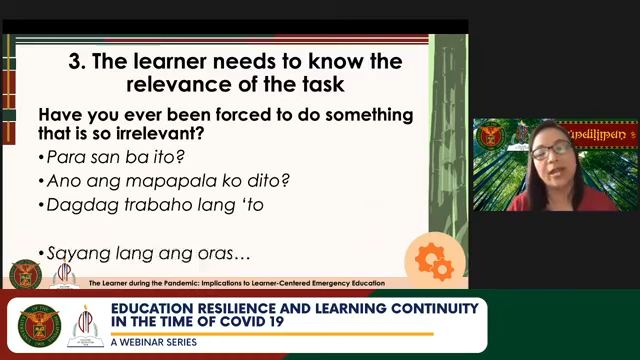 3. The learner needs to know the
relevance of the task
Have you ever been forced to do something
that is so irrelevant?
•Para san ba ito?
•Ano ang mapapala ko dito?
•Dagdag trabaho lang ‘to
•Sayang lang ang oras…
The Learner during the Pandemic: Implications to Learner-Centered Emergency Education
EDUCATION RESILIENCE AND LEARNING CONTINUITY
IN THE TIME OF COVID 19
A WEBINAR SERIES